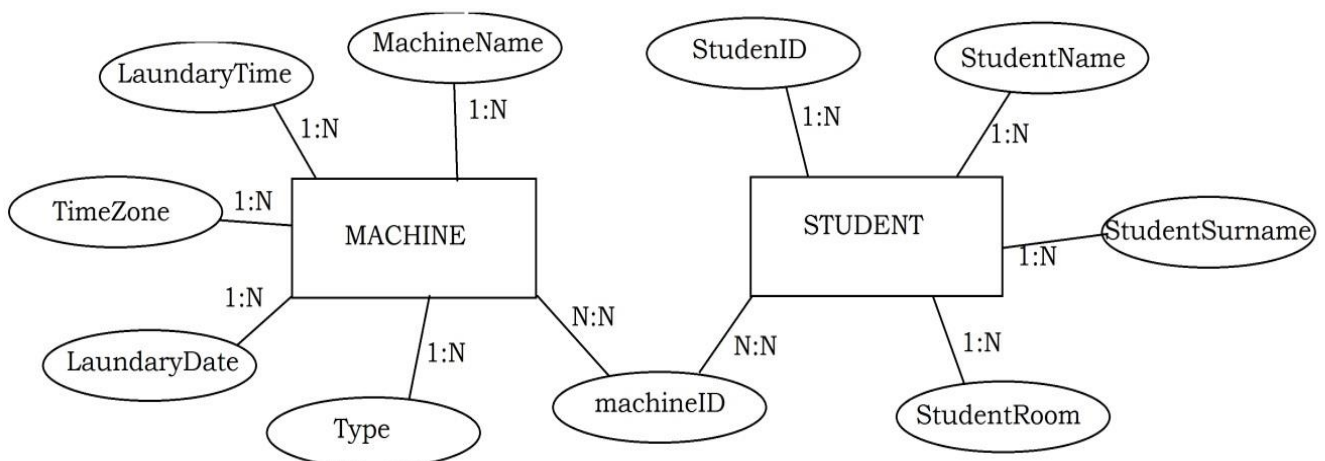 MachineName
StudenID
StudentName
LaundaryTime
1:N
1:N
1:N
1:N
TimeZone
1:N
MACHINE
STUDENT
StudentSurname
1:N
1:N
N:N
N:N
1:N
1:N
LaundaryDate
Type
machineID
StudentRoom